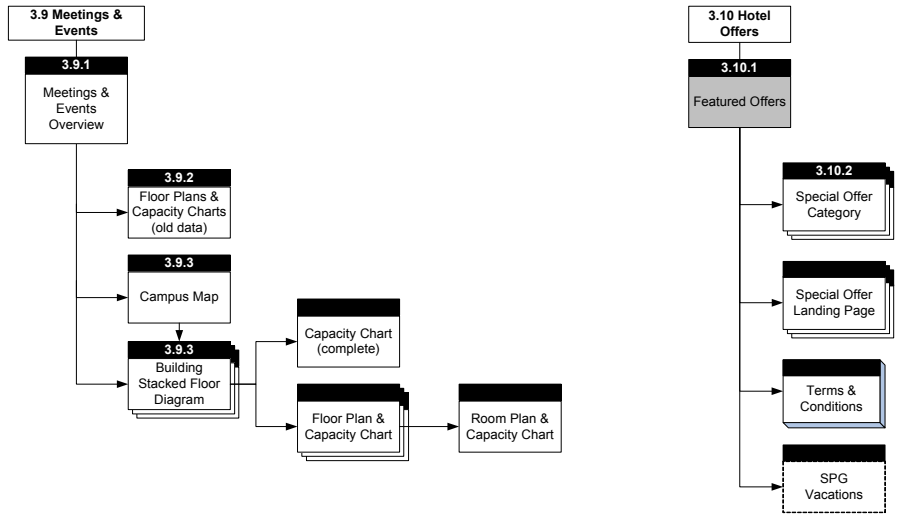 3.9 Meetings &
Events
3.9.1
Meetings &
Events
Overview
3.9.2
Floor Plans &
Capacity Charts
(old data)
3.9.3
Campus Map
3.9.3
Building
Stacked Floor
Diagram
Capacity Chart
(complete)
Floor Plan &
Capacity Chart
Room Plan &
Capacity Chart
3.10 Hotel
Offers
3.10.1
Featured Offers
3.10.2
Special Offer
Category
Special Offer
Landing Page
Terms &
Conditions
SPG
Vacations